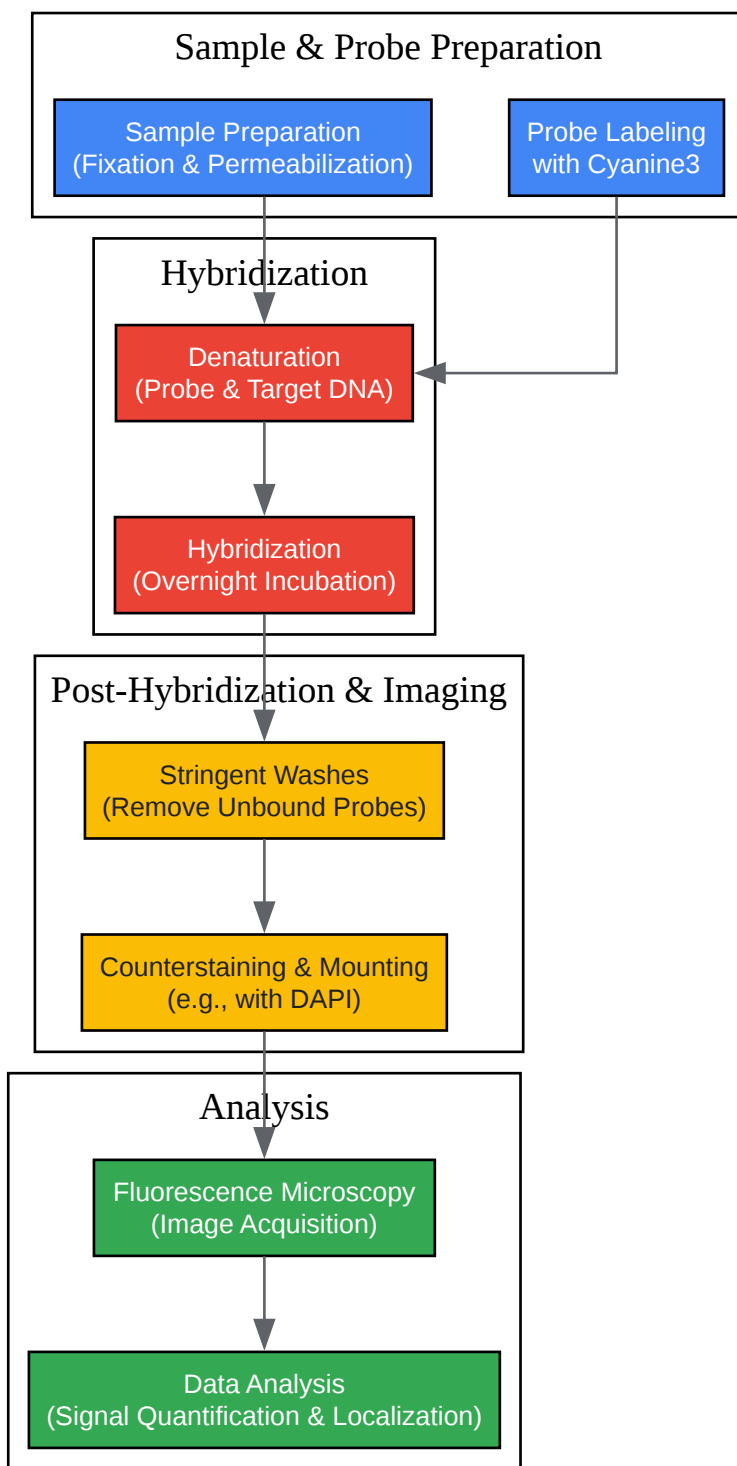 Sample & Probe Preparation
Sample Preparation
(Fixation & Permeabilization)
Probe Labeling
with Cyanine3
Hybridization
Denaturation
(Probe & Target DNA)
Hybridization
(Overnight Incubation)
Post-Hybridization & Imaging
Stringent Washes
(Remove Unbound Probes)
Counterstaining & Mounting
(e.g., with DAPI)
Analysis
Fluorescence Microscopy
(Image Acquisition)
Data Analysis
(Signal Quantification & Localization)